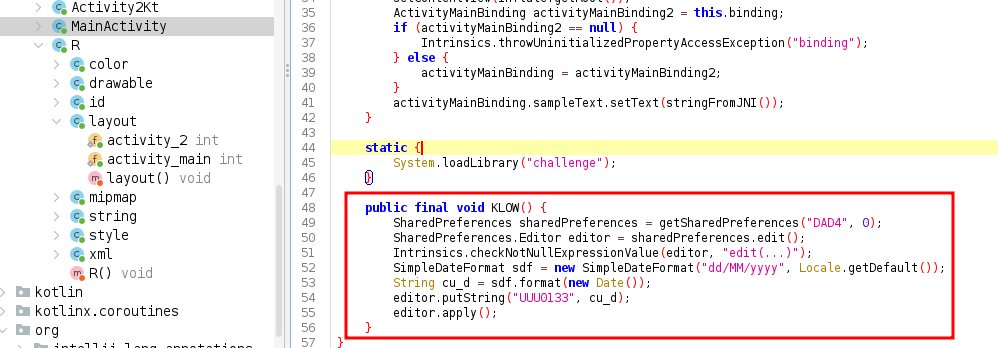 Activity2Kt
MainActivity
R
color
drawable
id
layout
activity_2 int
activity_main int
layout() void
mipmap
string
style
xml
R() void
kotlin
kotlinx.coroutines
org
35 ActivityMainBinding activityMainBinding2 = this.binding;
36 if (activityMainBinding2 == null) {
37 Intrinsics.throwUninitializedPropertyAccessException("binding");
38 } else {
39 activityMainBinding = activityMainBinding2;
40 }
41 activityMainBinding.sampleText.setText(stringFromJNI());
42 }
43
44 static {
45 System.loadLibrary("challenge");
46 }
47
48 public final void KLOW() {
49 SharedPreferences sharedPreferences = getSharedPreferences("DAD4", 0);
50 SharedPreferences.Editor editor = sharedPreferences.edit();
51 Intrinsics.checkNotNullExpressionValue(editor, "edit(...)");
52 SimpleDateFormat sdf = new SimpleDateFormat("dd/MM/yyyy", Locale.getDefault());
53 String cu_d = sdf.format(new Date());
54 editor.putString("UUU0133", cu_d);
55 editor.apply();
56 }
57 }